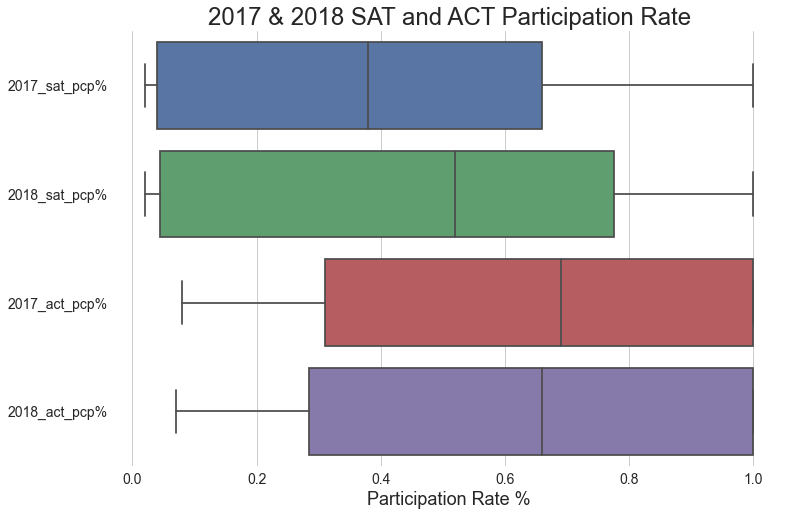 2017 & 2018 SAT and ACT Participation Rate
2017_sat_pcp%
2018_sat_pcp%
2017_act_pcp%
2018_act_pcp%
0.0 0.2 0.4 0.6 0.8 1.0
Participation Rate %